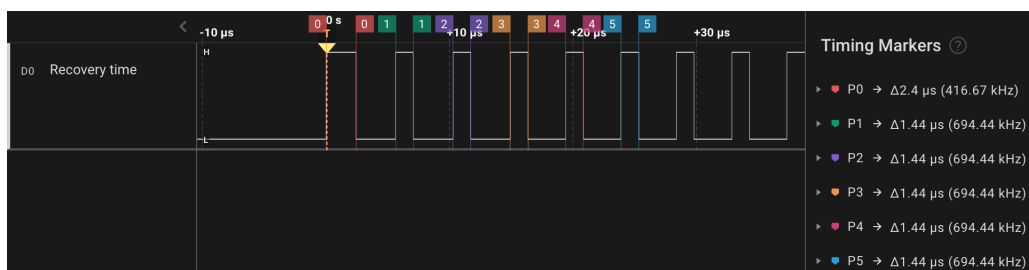 0 0 s 0 1 1 2 2 3 3 4 4 5 5
-10 µs T +10 µs +20 µs +30 µs
D0 Recovery time
H
L
Timing Markers ?
P0 → Δ2.4 µs (416.67 kHz)
P1 → Δ1.44 µs (694.44 kHz)
P2 → Δ1.44 µs (694.44 kHz)
P3 → Δ1.44 µs (694.44 kHz)
P4 → Δ1.44 µs (694.44 kHz)
P5 → Δ1.44 µs (694.44 kHz)